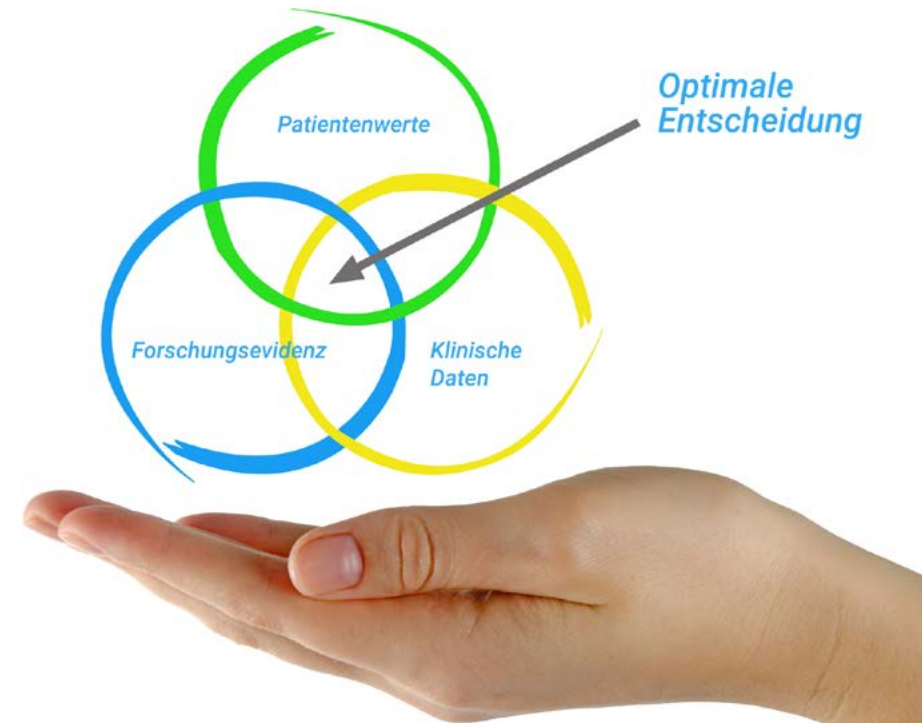 Patientenwerte
Optimale
Entscheidung
Forschungsevidenz
Klinische
Daten